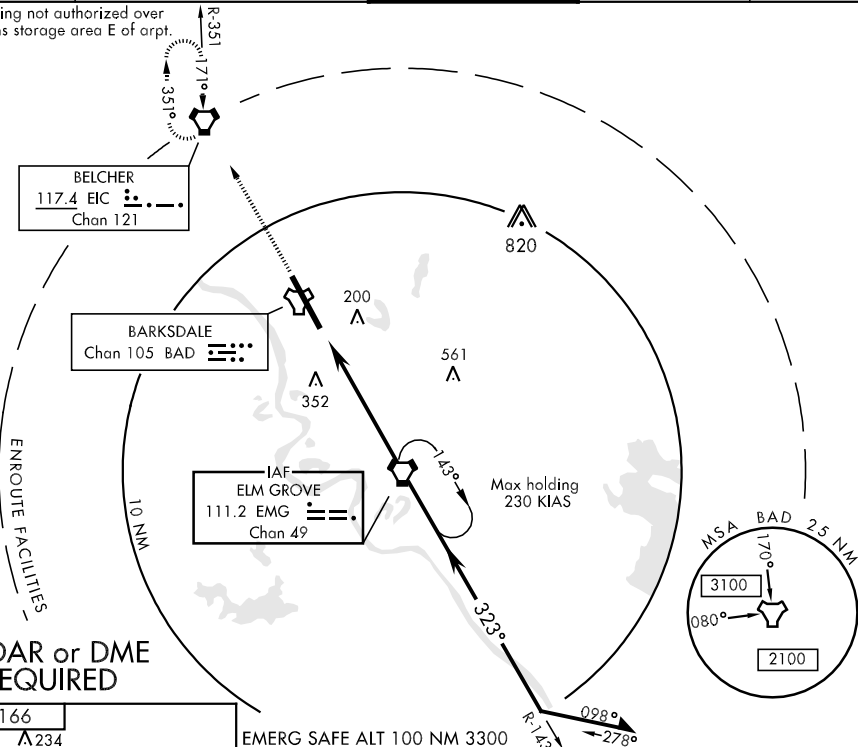 ing not authorized over
ns storage area E of arpt.
R-351
171°
351°
BELCHER
117.4 EIC
Chan 121
820
200
BARKSDALE
Chan 105 BAD
561
352
ENROUTE FACILITIES
10 NM
IAF
ELM GROVE
111.2 EMG
Chan 49
143°
Max holding
230 KIAS
MSA BAD 25 NM
170°
3100
080°
2100
323°
DAR or DME
EQUIRED
166
234
EMERG SAFE ALT 100 NM 3300
R-143
098°
278°